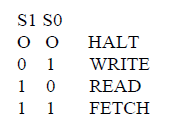 S1 S0
O O HALT
0 1 WRITE
1 0 READ
1 1 FETCH